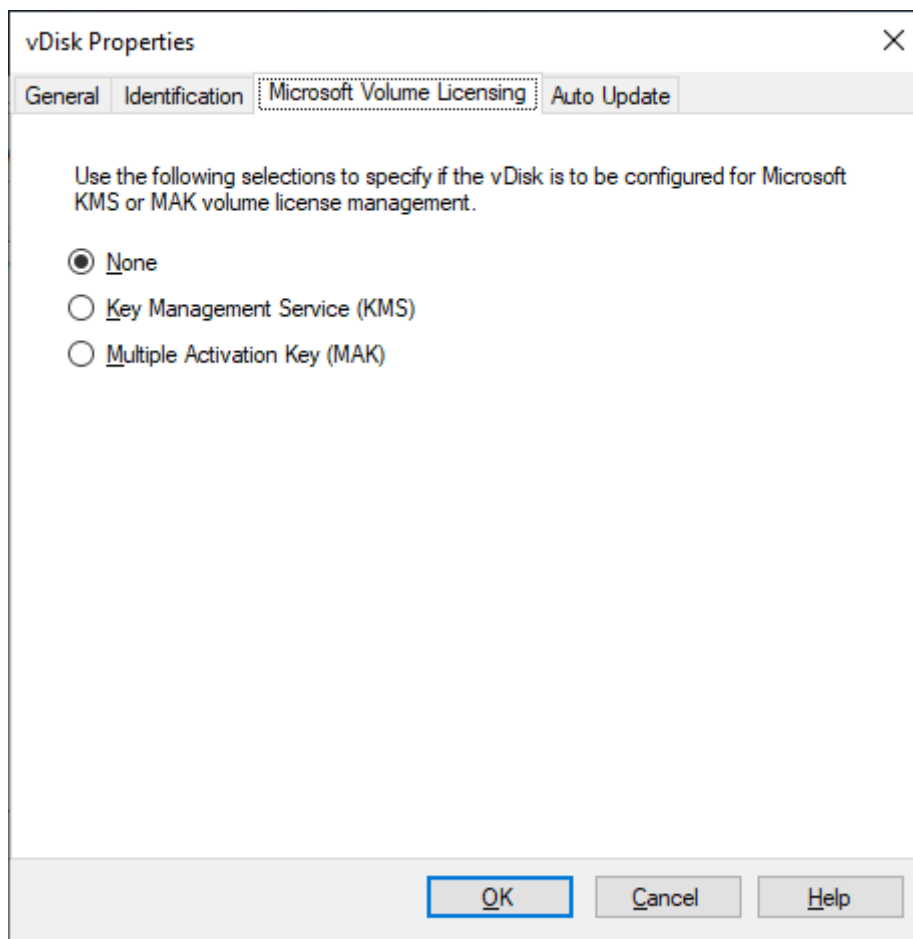 vDisk Properties
General Identification Microsoft Volume Licensing Auto Update
Use the following selections to specify if the vDisk is to be configured for Microsoft
KMS or MAK volume license management.
None
Key Management Service (KMS)
Multiple Activation Key (MAK)
OK Cancel Help